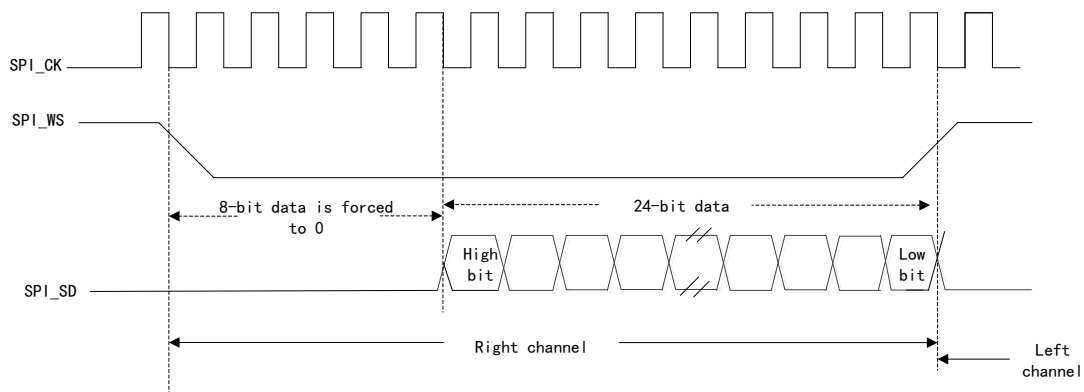 SPI_CK
SPI_WS
8-bit data is forced
to 0
24-bit data
High
bit
Low
bit
SPI_SD
Right channel
Left
channel